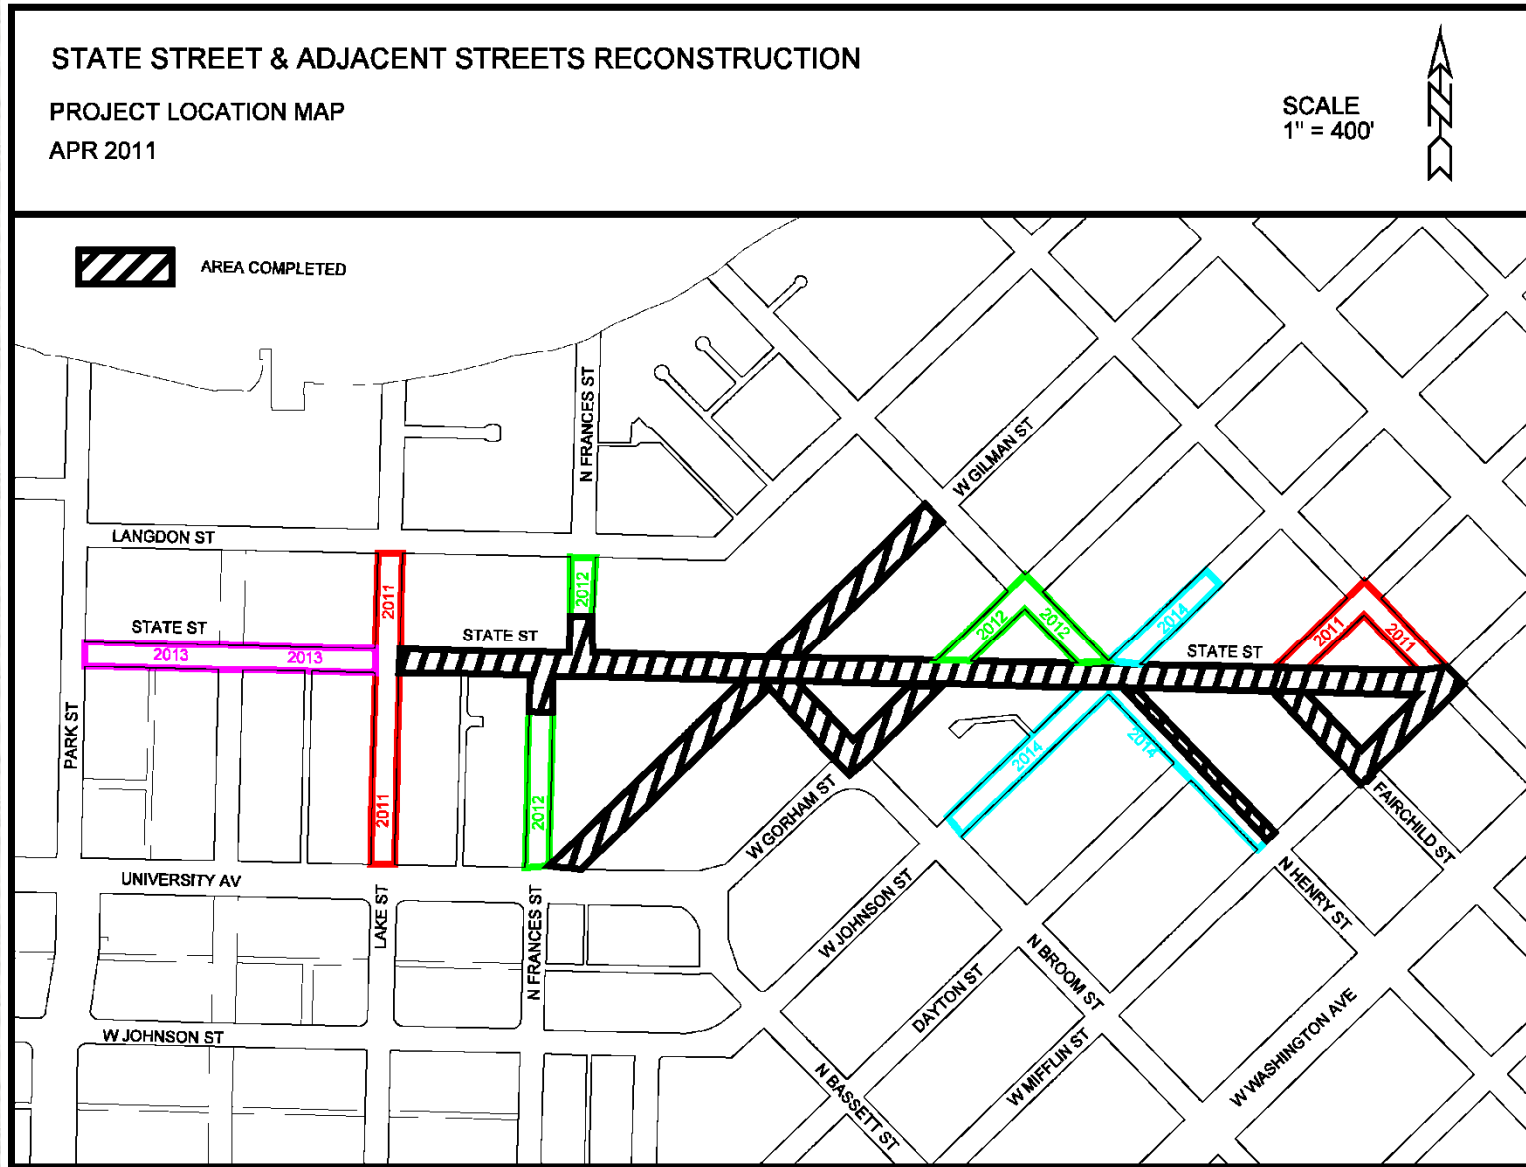 STATE STREET & ADJACENT STREETS RECONSTRUCTION
PROJECT LOCATION MAP
APR 2011
SCALE
1" = 400'
N
AREA COMPLETED
N FRANCES ST
W GILMAN ST
LANGDON ST
2011
2012
STATE ST
2013
2013
STATE ST
2012
2012
2014
STATE ST
2011
2011
PARK ST
2011
2012
2014
2014
W GORHAM ST
FAIRCHILD ST
UNIVERSITY AV
LAKE ST
N FRANCES ST
W JOHNSON ST
N HENRY ST
N BROOM ST
DAYTON ST
W JOHNSON ST
N BASSETT ST
W MIFFLIN ST
W WASHINGTON AVE